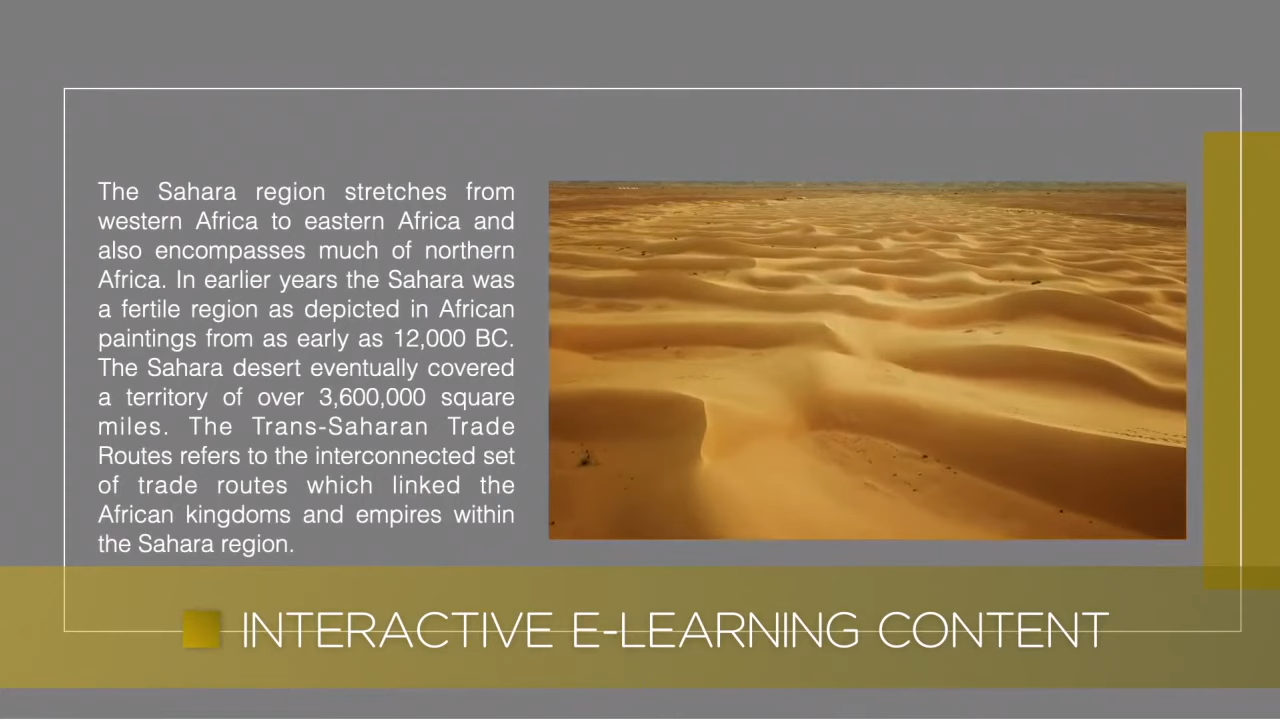 The Sahara region stretches from
western Africa to eastern Africa and
also encompasses much of northern
Africa. In earlier years the Sahara was
a fertile region as depicted in African
paintings from as early as 12,000 BC.
The Sahara desert eventually covered
a territory of over 3,600,000 square
miles. The Trans-Saharan Trade
Routes refers to the interconnected set
of trade routes which linked the
African kingdoms and empires within
the Sahara region.
INTERACTIVE E-LEARNING CONTENT